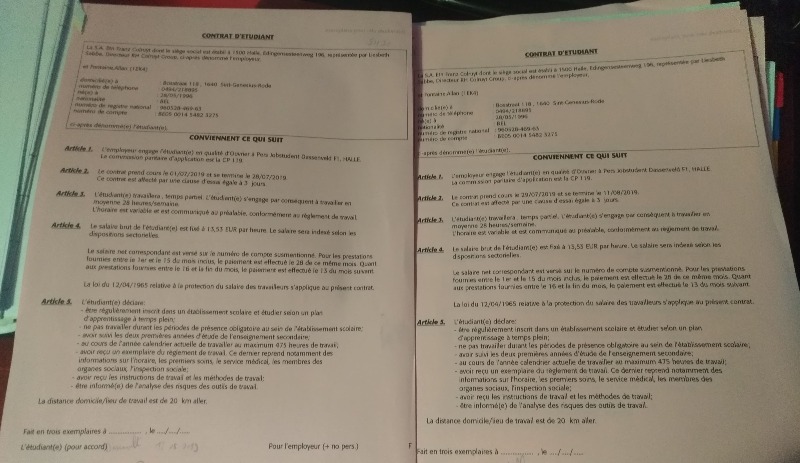 CONTRAT D'ETUDIANT
La S.A. Ets Franz Colruyt dont le siège social est établi à 1500 Halle, Edingensesteenweg 196, représentée par Liesbeth
Sabbe, Directeur RH Colruyt Group, ci-après dénommée l'employeur,
et Romaine,Allan
domicilié(e) à : Bosstraat 118 , 1640 Sint-Genesius-Rode
numéro de téléphone
né(e) à : 28/05/1996
nationalité : BEL
numéro de registre national
numéro de compte
ci-après dénommé(e) l'étudiant(e).
CONVIENNENT CE QUI SUIT
Article 1. L'employeur engage l'étudiant(e) en qualité d'Ouvrier à Pers Jobstudent Dassenveld F1, HALLE.
La commission paritaire d'application est la CP 119.
Article 2. Le contrat prend cours le 01/07/2019 et se termine le 28/07/2019.
Ce contrat est affecté par une clause d'essai égale à 3 jours.
Article 3. L'étudiant(e) travaillera, temps partiel. L'étudiant(e) s'engage par conséquent à travailler en
moyenne 28 heures/semaine.
L'horaire est variable et est communiqué au préalable, conformément au règlement de travail.
Article 4. Le salaire brut de l'étudiant(e) est fixé à 13,53 EUR par heure. Le salaire sera indexé selon les
dispositions sectorielles.
Le salaire net correspondant est versé sur le numéro de compte susmentionné. Pour les prestations
fournies entre le 1er et le 15 du mois inclus, le paiement est effectué le 28 de ce même mois. Quant
aux prestations fournies entre le 16 et la fin du mois, le paiement est effectué le 13 du mois suivant.
La loi du 12/04/1965 relative à la protection du salaire des travailleurs s'applique au présent contrat.
Article 5. L'étudiant(e) déclare:
- être régulièrement inscrit dans un établissement scolaire et étudier selon un plan
d'apprentissage à temps plein;
- ne pas travailler durant les périodes de présence obligatoire au sein de l'établissement scolaire;
- avoir suivi les deux premières années d'étude de l'enseignement secondaire;
- au cours de l'année calendrier actuelle de travailler au maximum 475 heures de travail;
- avoir reçu un exemplaire du règlement de travail. Ce dernier reprend notamment des
informations sur l'horaire, les premiers soins, le service médical, les membres des
organes sociaux, l'inspection sociale;
- avoir reçu les instructions de travail et les méthodes de travail;
- être informé(e) de l'analyse des risques des outils de travail.
La distance domicile/lieu de travail est de 20 km aller.
Fait en trois exemplaires à .............. , le .../.../....
L'étudiant(e) (pour accord) Pour l'employeur (+ no pers.)
CONTRAT D'ETUDIANT
La S.A. Ets Franz Colruyt dont le siège social est établi à 1500 Halle, Edingensesteenweg 196, représentée par Liesbeth
Sabbe, Directeur RH Colruyt Group, ci-après dénommée l'employeur,
et Romaine,Allan
domicilié(e) à : Bosstraat 118 , 1640 Sint-Genesius-Rode
numéro de téléphone
né(e) à : 28/05/1996
nationalité : BEL
numéro de registre national
numéro de compte
ci-après dénommé(e) l'étudiant(e).
CONVIENNENT CE QUI SUIT
Article 1. L'employeur engage l'étudiant(e) en qualité d'Ouvrier à Pers Jobstudent Dassenveld F1, HALLE.
La commission paritaire d'application est la CP 119.
Article 2. Le contrat prend cours le 29/07/2019 et se termine le 11/08/2019.
Ce contrat est affecté par une clause d'essai égale à 3 jours.
Article 3. L'étudiant(e) travaillera, temps partiel. L'étudiant(e) s'engage par conséquent à travailler en
moyenne 28 heures/semaine.
L'horaire est variable et est communiqué au préalable, conformément au règlement de travail.
Article 4. Le salaire brut de l'étudiant(e) est fixé à 13,53 EUR par heure. Le salaire sera indexé selon les
dispositions sectorielles.
Le salaire net correspondant est versé sur le numéro de compte susmentionné. Pour les prestations
fournies entre le 1er et le 15 du mois inclus, le paiement est effectué le 28 de ce même mois. Quant
aux prestations fournies entre le 16 et la fin du mois, le paiement est effectué le 13 du mois suivant.
La loi du 12/04/1965 relative à la protection du salaire des travailleurs s'applique au présent contrat.
Article 5. L'étudiant(e) déclare:
- être régulièrement inscrit dans un établissement scolaire et étudier selon un plan
d'apprentissage à temps plein;
- ne pas travailler durant les périodes de présence obligatoire au sein de l'établissement scolaire;
- avoir suivi les deux premières années d'étude de l'enseignement secondaire;
- au cours de l'année calendrier actuelle de travailler au maximum 475 heures de travail;
- avoir reçu un exemplaire du règlement de travail. Ce dernier reprend notamment des
informations sur l'horaire, les premiers soins, le service médical, les membres des
organes sociaux, l'inspection sociale;
- avoir reçu les instructions de travail et les méthodes de travail;
- être informé(e) de l'analyse des risques des outils de travail.
La distance domicile/lieu de travail est de 20 km aller.
Fait en trois exemplaires à .............. , le .../.../....